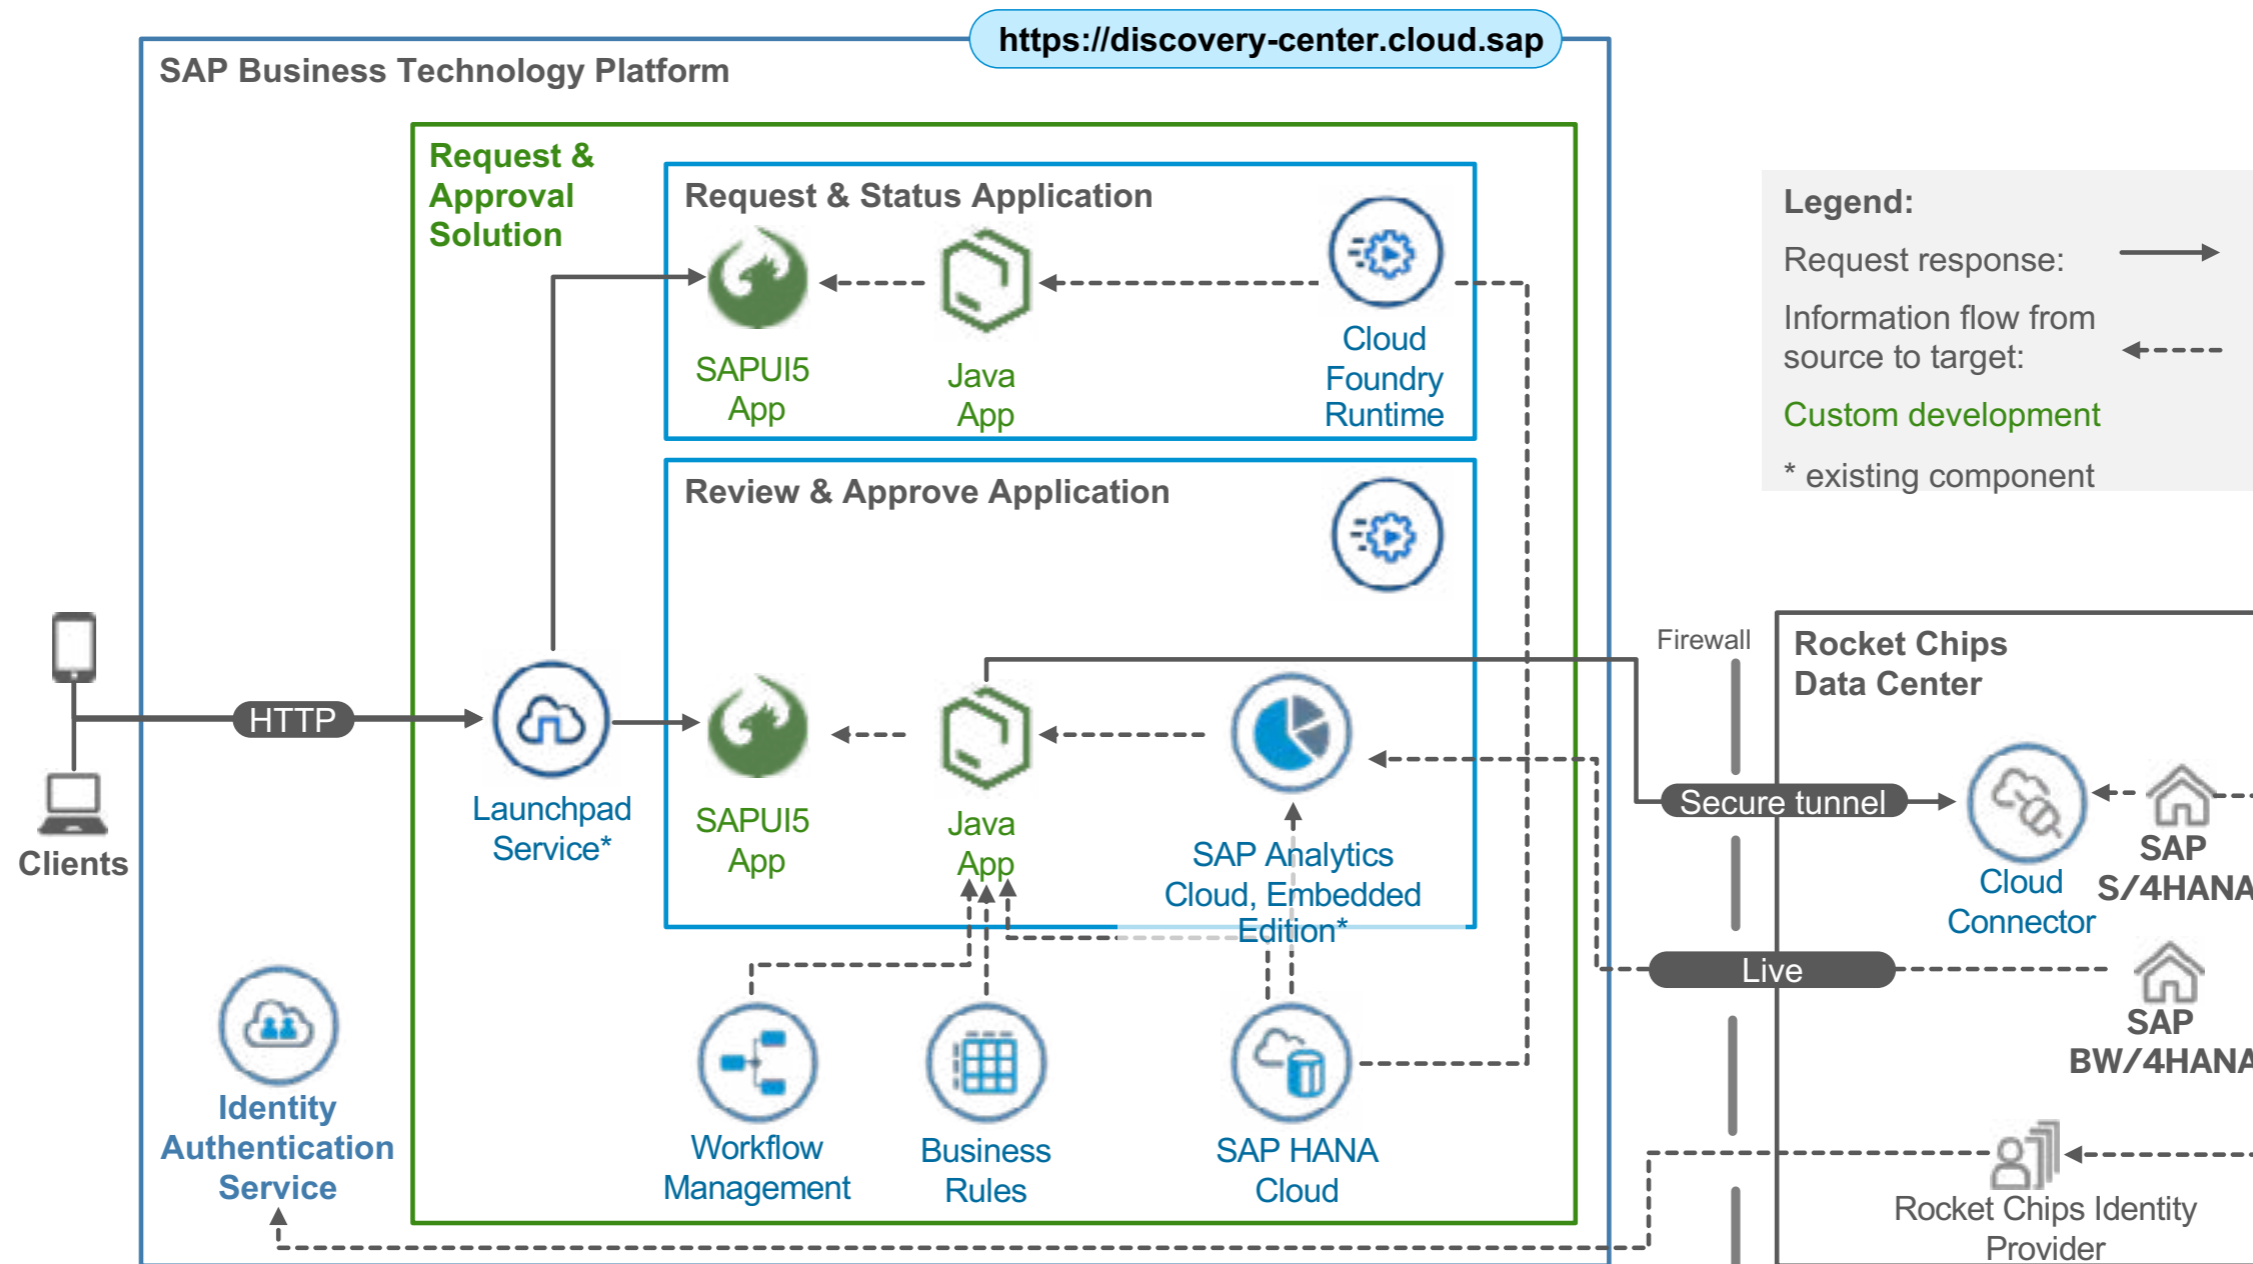 https://discovery-center.cloud.sap
SAP Business Technology Platform
Request &
Approval
Solution
Request & Status Application
SAPUI5
App
Java
App
Cloud
Foundry
Runtime
Legend:
Request response:
Information flow from
source to target:
Custom development
* existing component
Review & Approve Application
Clients
HTTP
Launchpad
Service*
SAPUI5
App
Java
App
SAP Analytics
Cloud, Embedded
Edition*
Firewall
Rocket Chips
Data Center
Secure tunnel
Cloud
Connector
SAP
S/4HANA
Live
SAP
BW/4HANA
Identity
Authentication
Service
Workflow
Management
Business
Rules
SAP HANA
Cloud
Rocket Chips Identity
Provider